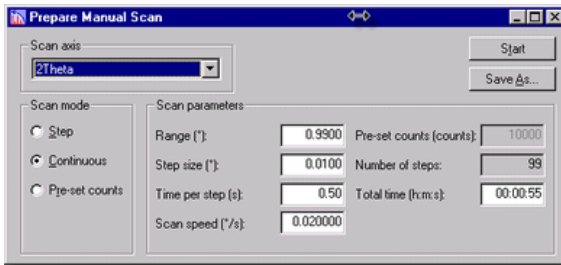 Prepare Manual Scan
Scan axis
2Theta
Start
Save As...
Scan mode
Step
Continuous
Pre-set counts
Scan parameters
Range (°): 0.9900 Pre-set counts (counts): 10000
Step size (°): 0.0100 Number of steps: 99
Time per step (s): 0.50 Total time (h:m:s): 00:00:55
Scan speed (°/s): 0.020000